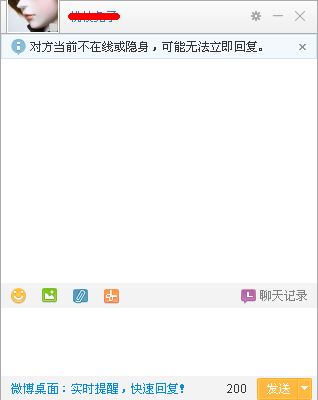 对方当前不在线或隐身，可能无法立即回复。
聊天记录
微博桌面：实时提醒，快速回复！
200
发送